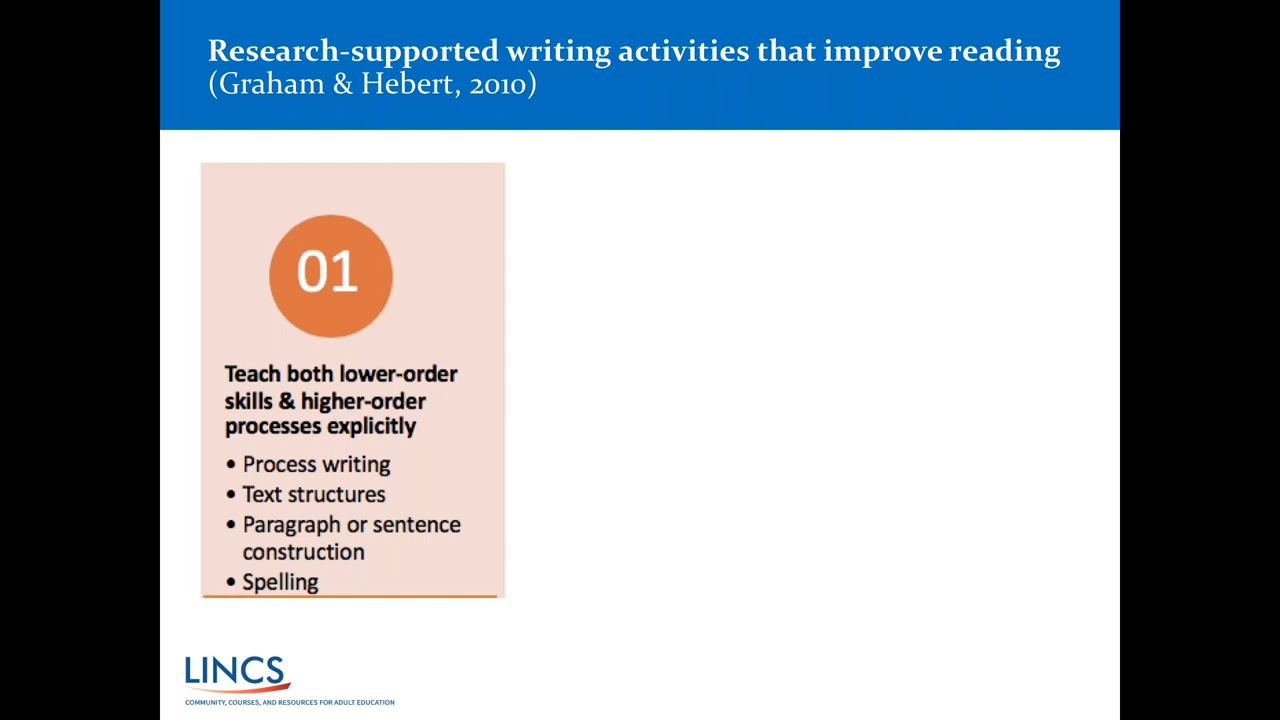 Research-supported writing activities that improve reading
(Graham & Hebert, 2010)
01
Teach both lower-order
skills & higher-order
processes explicitly
• Process writing
• Text structures
• Paragraph or sentence
construction
• Spelling
LINCS
COMMUNITY, COURSES, AND RESOURCES FOR ADULT EDUCATION